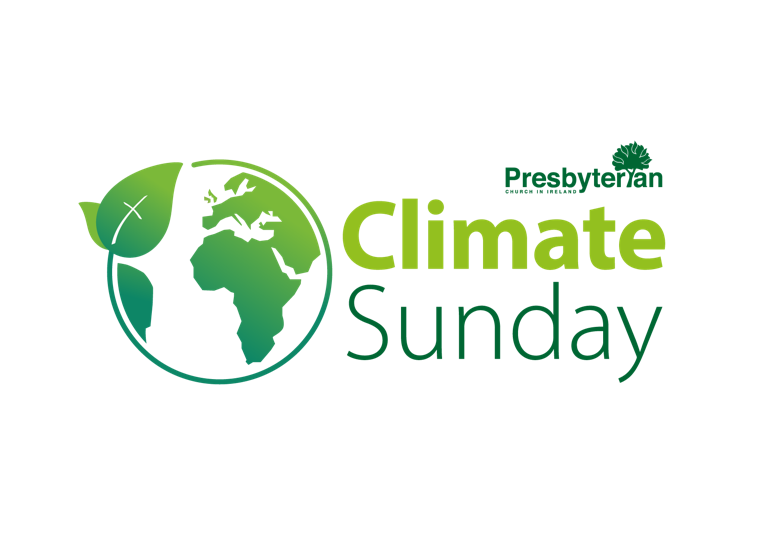 Presbyterian
CHURCH IN IRELAND
Climate
Sunday